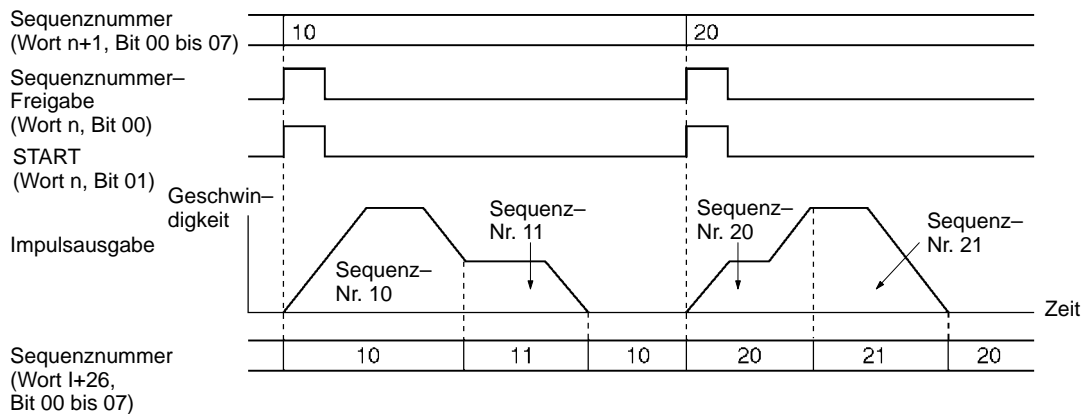 Sequenznummer
(Wort n+1, Bit 00 bis 07)
10
20
Sequenznummer–
Freigabe
(Wort n, Bit 00)
START
(Wort n, Bit 01)
Geschwin–
digkeit
Impulsausgabe
Sequenz–
Nr. 10
Sequenz–
Nr. 11
Sequenz–
Nr. 20
Sequenz–
Nr. 21
Zeit
Sequenznummer
(Wort I+26,
Bit 00 bis 07)
10
11
10
20
21
20